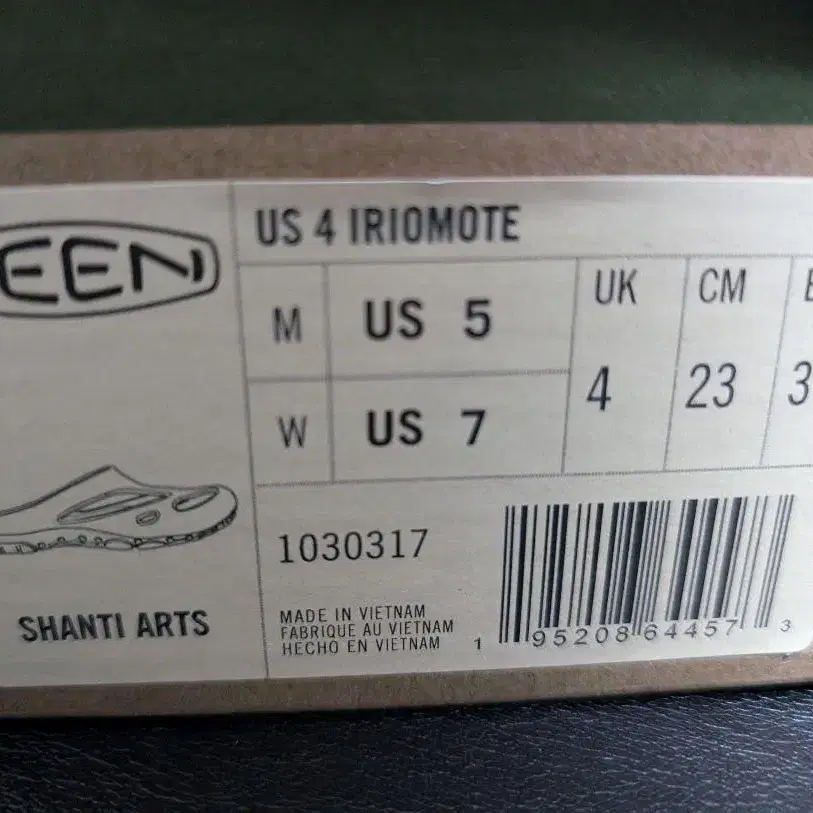 EEN
US 4 IRIOMOTE
M US 5
W US 7
UK
4
CM
23
3
SHANTI ARTS
1030317
MADE IN VIETNAM
FABRIQUE AU VIETNAM
HECHO EN VIETNAM
1 95208 64457 3